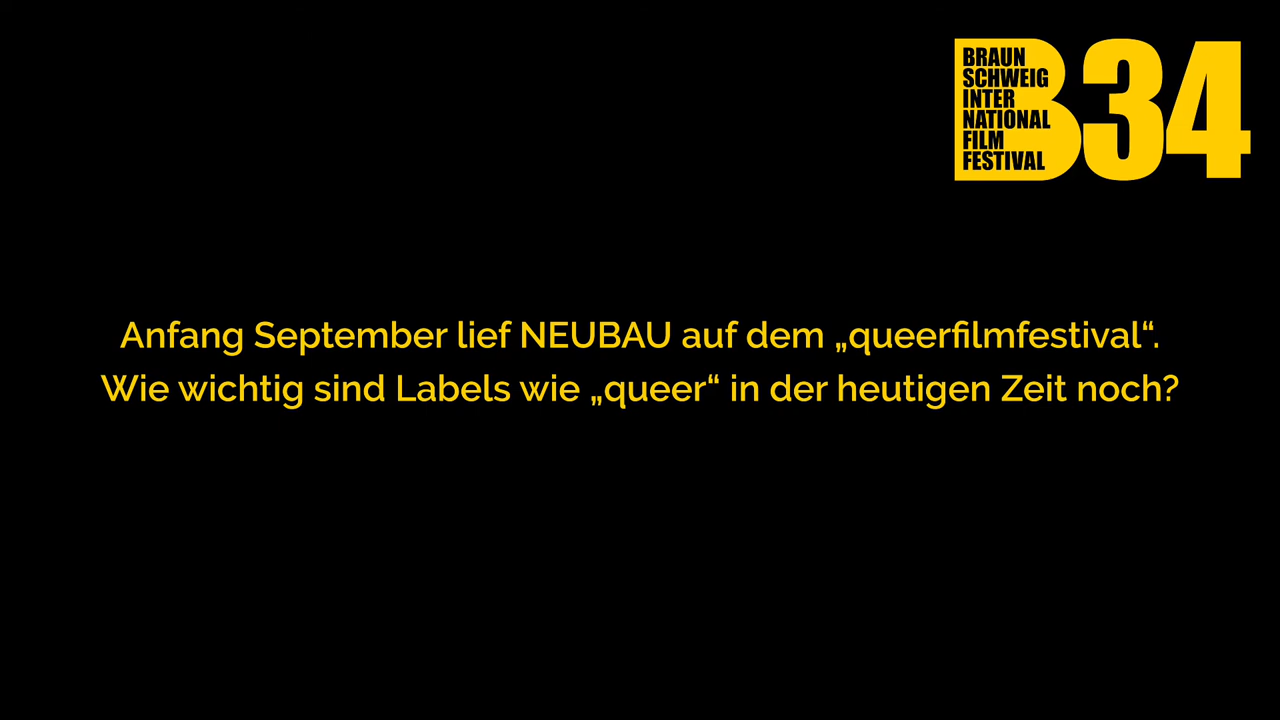 BRAUN
SCHWEIG
INTER
NATIONAL
FILM
FESTIVAL
B34
Anfang September lief NEUBAU auf dem „queerfilmfestival“.
Wie wichtig sind Labels wie „queer“ in der heutigen Zeit noch?